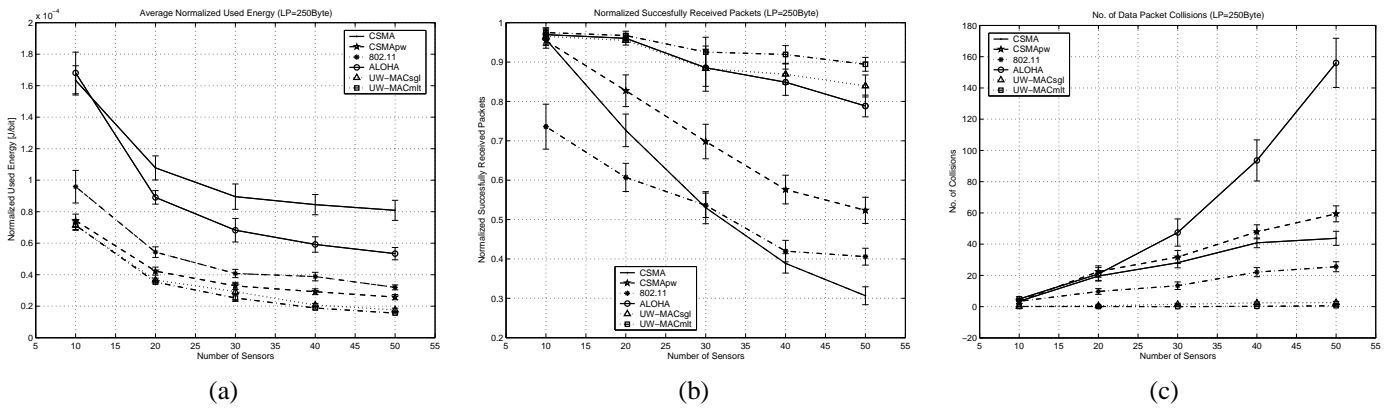 Average Normalized Used Energy (LP=250Byte)
x 10⁻⁴
2
1.8
1.6
1.4
1.2
1
0.8
0.6
0.4
0.2
0
Normalized Used Energy [J/bit]
5 10 15 20 25 30 35 40 45 50 55
Number of Sensors
CSMA
CSMApw
802.11
ALOHA
UW−MACsgl
UW−MACmlt
(a)
Normalized Succesfully Received Packets (LP=250Byte)
1
0.9
0.8
0.7
0.6
0.5
0.4
0.3
0.2
Normalized Succesfully Received Packets
5 10 15 20 25 30 35 40 45 50 55
Number of Sensors
CSMA
CSMApw
802.11
ALOHA
UW−MACsgl
UW−MACmlt
(b)
No. of Data Packet Collisions (LP=250Byte)
180
160
140
120
100
80
60
40
20
0
−20
No. of Collisions
5 10 15 20 25 30 35 40 45 50 55
Number of Sensors
CSMA
CSMApw
802.11
ALOHA
UW−MACsgl
UW−MACmlt
(c)